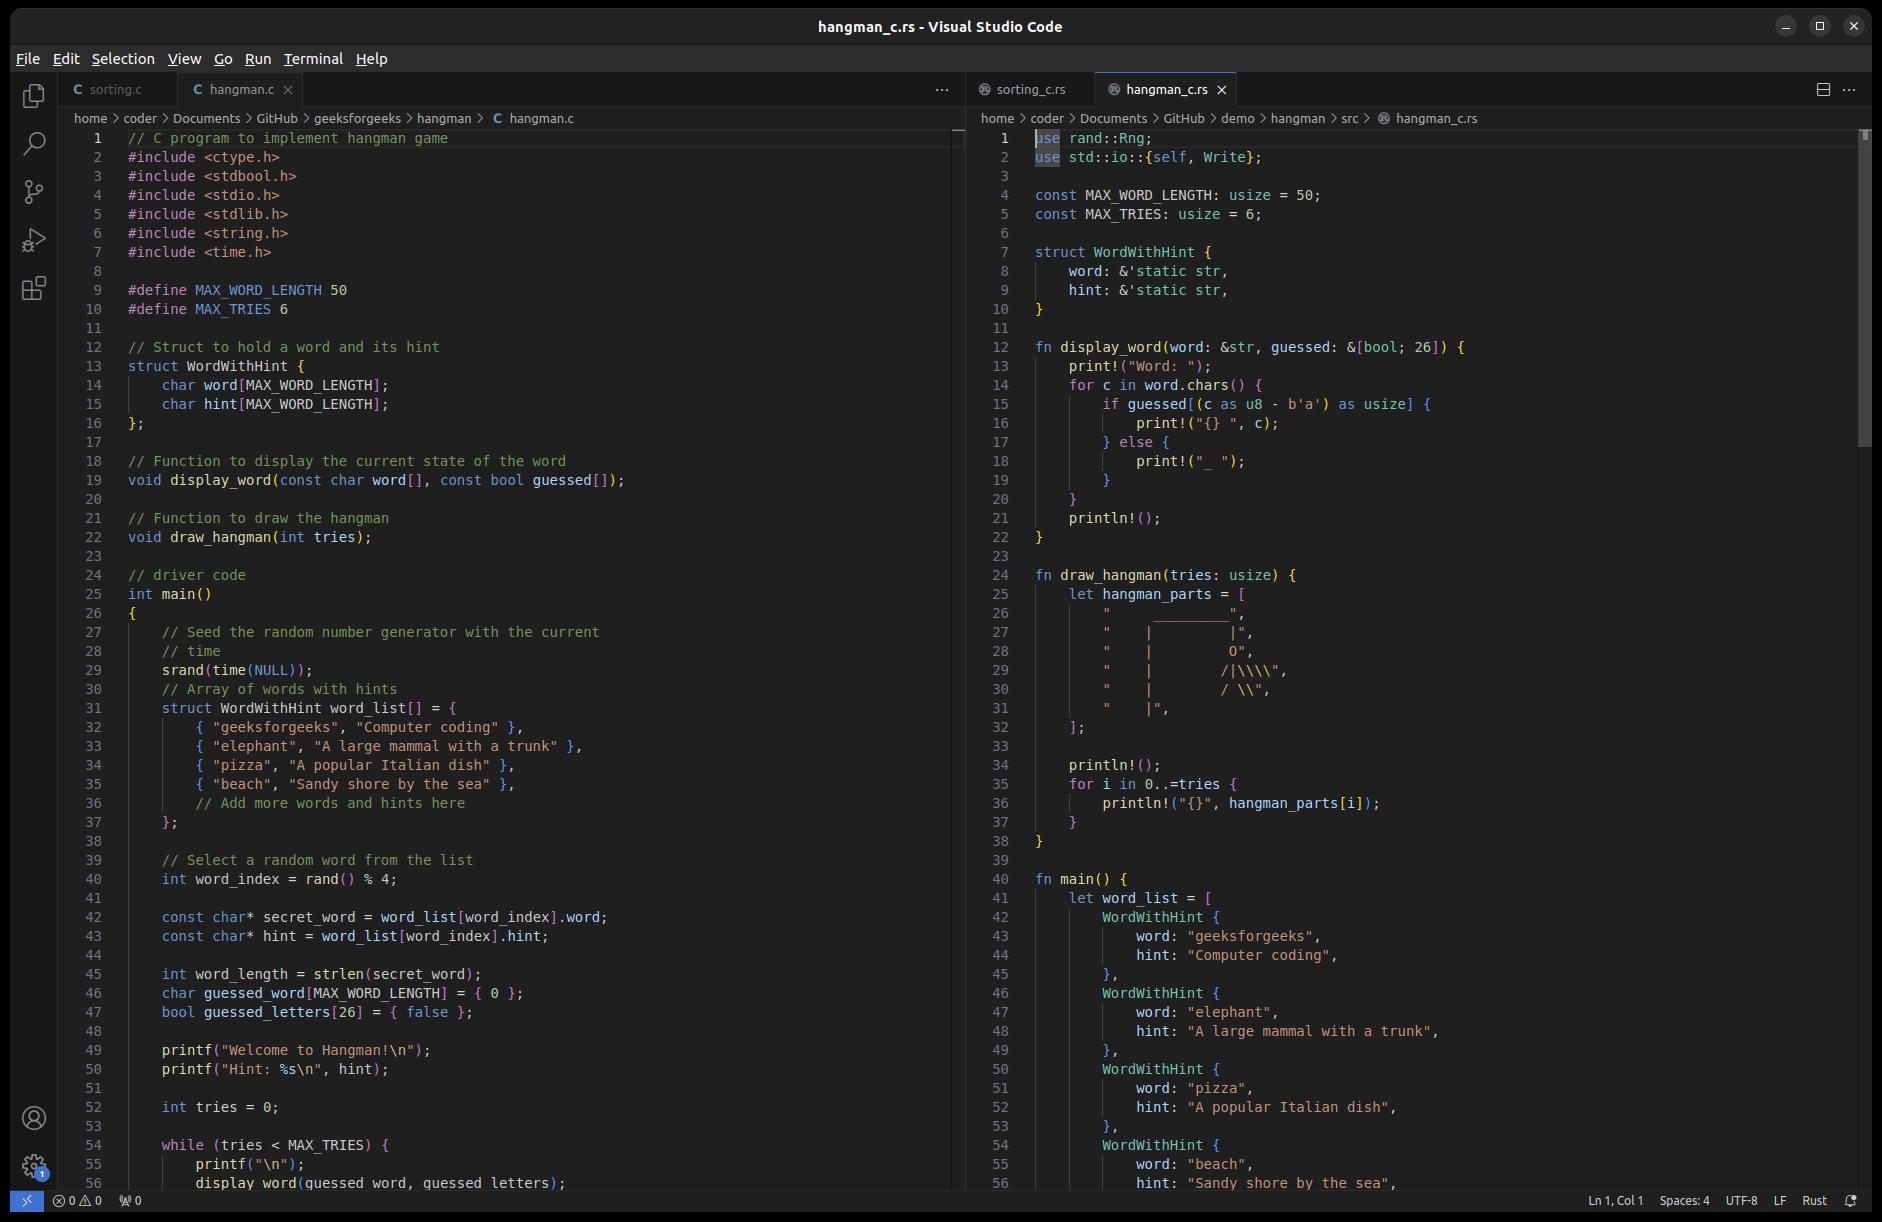 hangman_c.rs - Visual Studio Code
File Edit Selection View Go Run Terminal Help
C sorting.c C hangman.c
home > coder > Documents > GitHub > geeksforgeeks > hangman > C hangman.c
1 // C program to implement hangman game
2 #include <ctype.h>
3 #include <stdbool.h>
4 #include <stdio.h>
5 #include <stdlib.h>
6 #include <string.h>
7 #include <time.h>
8
9 #define MAX_WORD_LENGTH 50
10 #define MAX_TRIES 6
11
12 // Struct to hold a word and its hint
13 struct WordWithHint {
14     char word[MAX_WORD_LENGTH];
15     char hint[MAX_WORD_LENGTH];
16 };
17
18 // Function to display the current state of the word
19 void display_word(const char word[], const bool guessed[]);
20
21 // Function to draw the hangman
22 void draw_hangman(int tries);
23
24 // driver code
25 int main()
26 {
27     // Seed the random number generator with the current
28     // time
29     srand(time(NULL));
30     // Array of words with hints
31     struct WordWithHint word_list[] = {
32         { "geeksforgeeks", "Computer coding" },
33         { "elephant", "A large mammal with a trunk" },
34         { "pizza", "A popular Italian dish" },
35         { "beach", "Sandy shore by the sea" },
36         // Add more words and hints here
37     };
38
39     // Select a random word from the list
40     int word_index = rand() % 4;
41
42     const char* secret_word = word_list[word_index].word;
43     const char* hint = word_list[word_index].hint;
44
45     int word_length = strlen(secret_word);
46     char guessed_word[MAX_WORD_LENGTH] = { 0 };
47     bool guessed_letters[26] = { false };
48
49     printf("Welcome to Hangman!\n");
50     printf("Hint: %s\n", hint);
51
52     int tries = 0;
53
54     while (tries < MAX_TRIES) {
55         printf("\n");
56         display_word(guessed_word, guessed_letters);
sorting_c.rs hangman_c.rs
home > coder > Documents > GitHub > demo > hangman > src > hangman_c.rs
1 use rand::Rng;
2 use std::io::{self, Write};
3
4 const MAX_WORD_LENGTH: usize = 50;
5 const MAX_TRIES: usize = 6;
6
7 struct WordWithHint {
8     word: &'static str,
9     hint: &'static str,
10 }
11
12 fn display_word(word: &str, guessed: &[bool; 26]) {
13     print!("Word: ");
14     for c in word.chars() {
15         if guessed[(c as u8 - b'a') as usize] {
16             print!("{} ", c);
17         } else {
18             print!("_ ");
19         }
20     }
21     println!();
22 }
23
24 fn draw_hangman(tries: usize) {
25     let hangman_parts = [
26         "     _________",
27         "    |         |",
28         "    |         O",
29         "    |        /|\\\\",
30         "    |        / \\",
31         "    |",
32     ];
33
34     println!();
35     for i in 0..=tries {
36         println!("{}", hangman_parts[i]);
37     }
38 }
39
40 fn main() {
41     let word_list = [
42         WordWithHint {
43             word: "geeksforgeeks",
44             hint: "Computer coding",
45         },
46         WordWithHint {
47             word: "elephant",
48             hint: "A large mammal with a trunk",
49         },
50         WordWithHint {
51             word: "pizza",
52             hint: "A popular Italian dish",
53         },
54         WordWithHint {
55             word: "beach",
56             hint: "Sandy shore by the sea",
1
0 0 0 Ln 1, Col 1 Spaces: 4 UTF-8 LF Rust